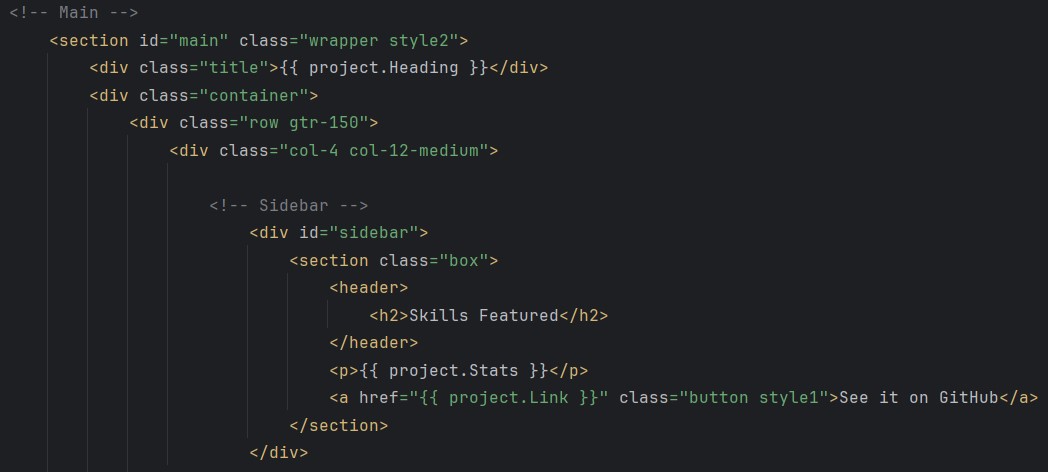 <!-- Main -->
<section id="main" class="wrapper style2">
<div class="title">{{ project.Heading }}</div>
<div class="container">
<div class="row gtr-150">
<div class="col-4 col-12-medium">
<!-- Sidebar -->
<div id="sidebar">
<section class="box">
<header>
<h2>Skills Featured</h2>
</header>
<p>{{ project.Stats }}</p>
<a href="{{ project.Link }}" class="button style1">See it on GitHub</a>
</section>
</div>